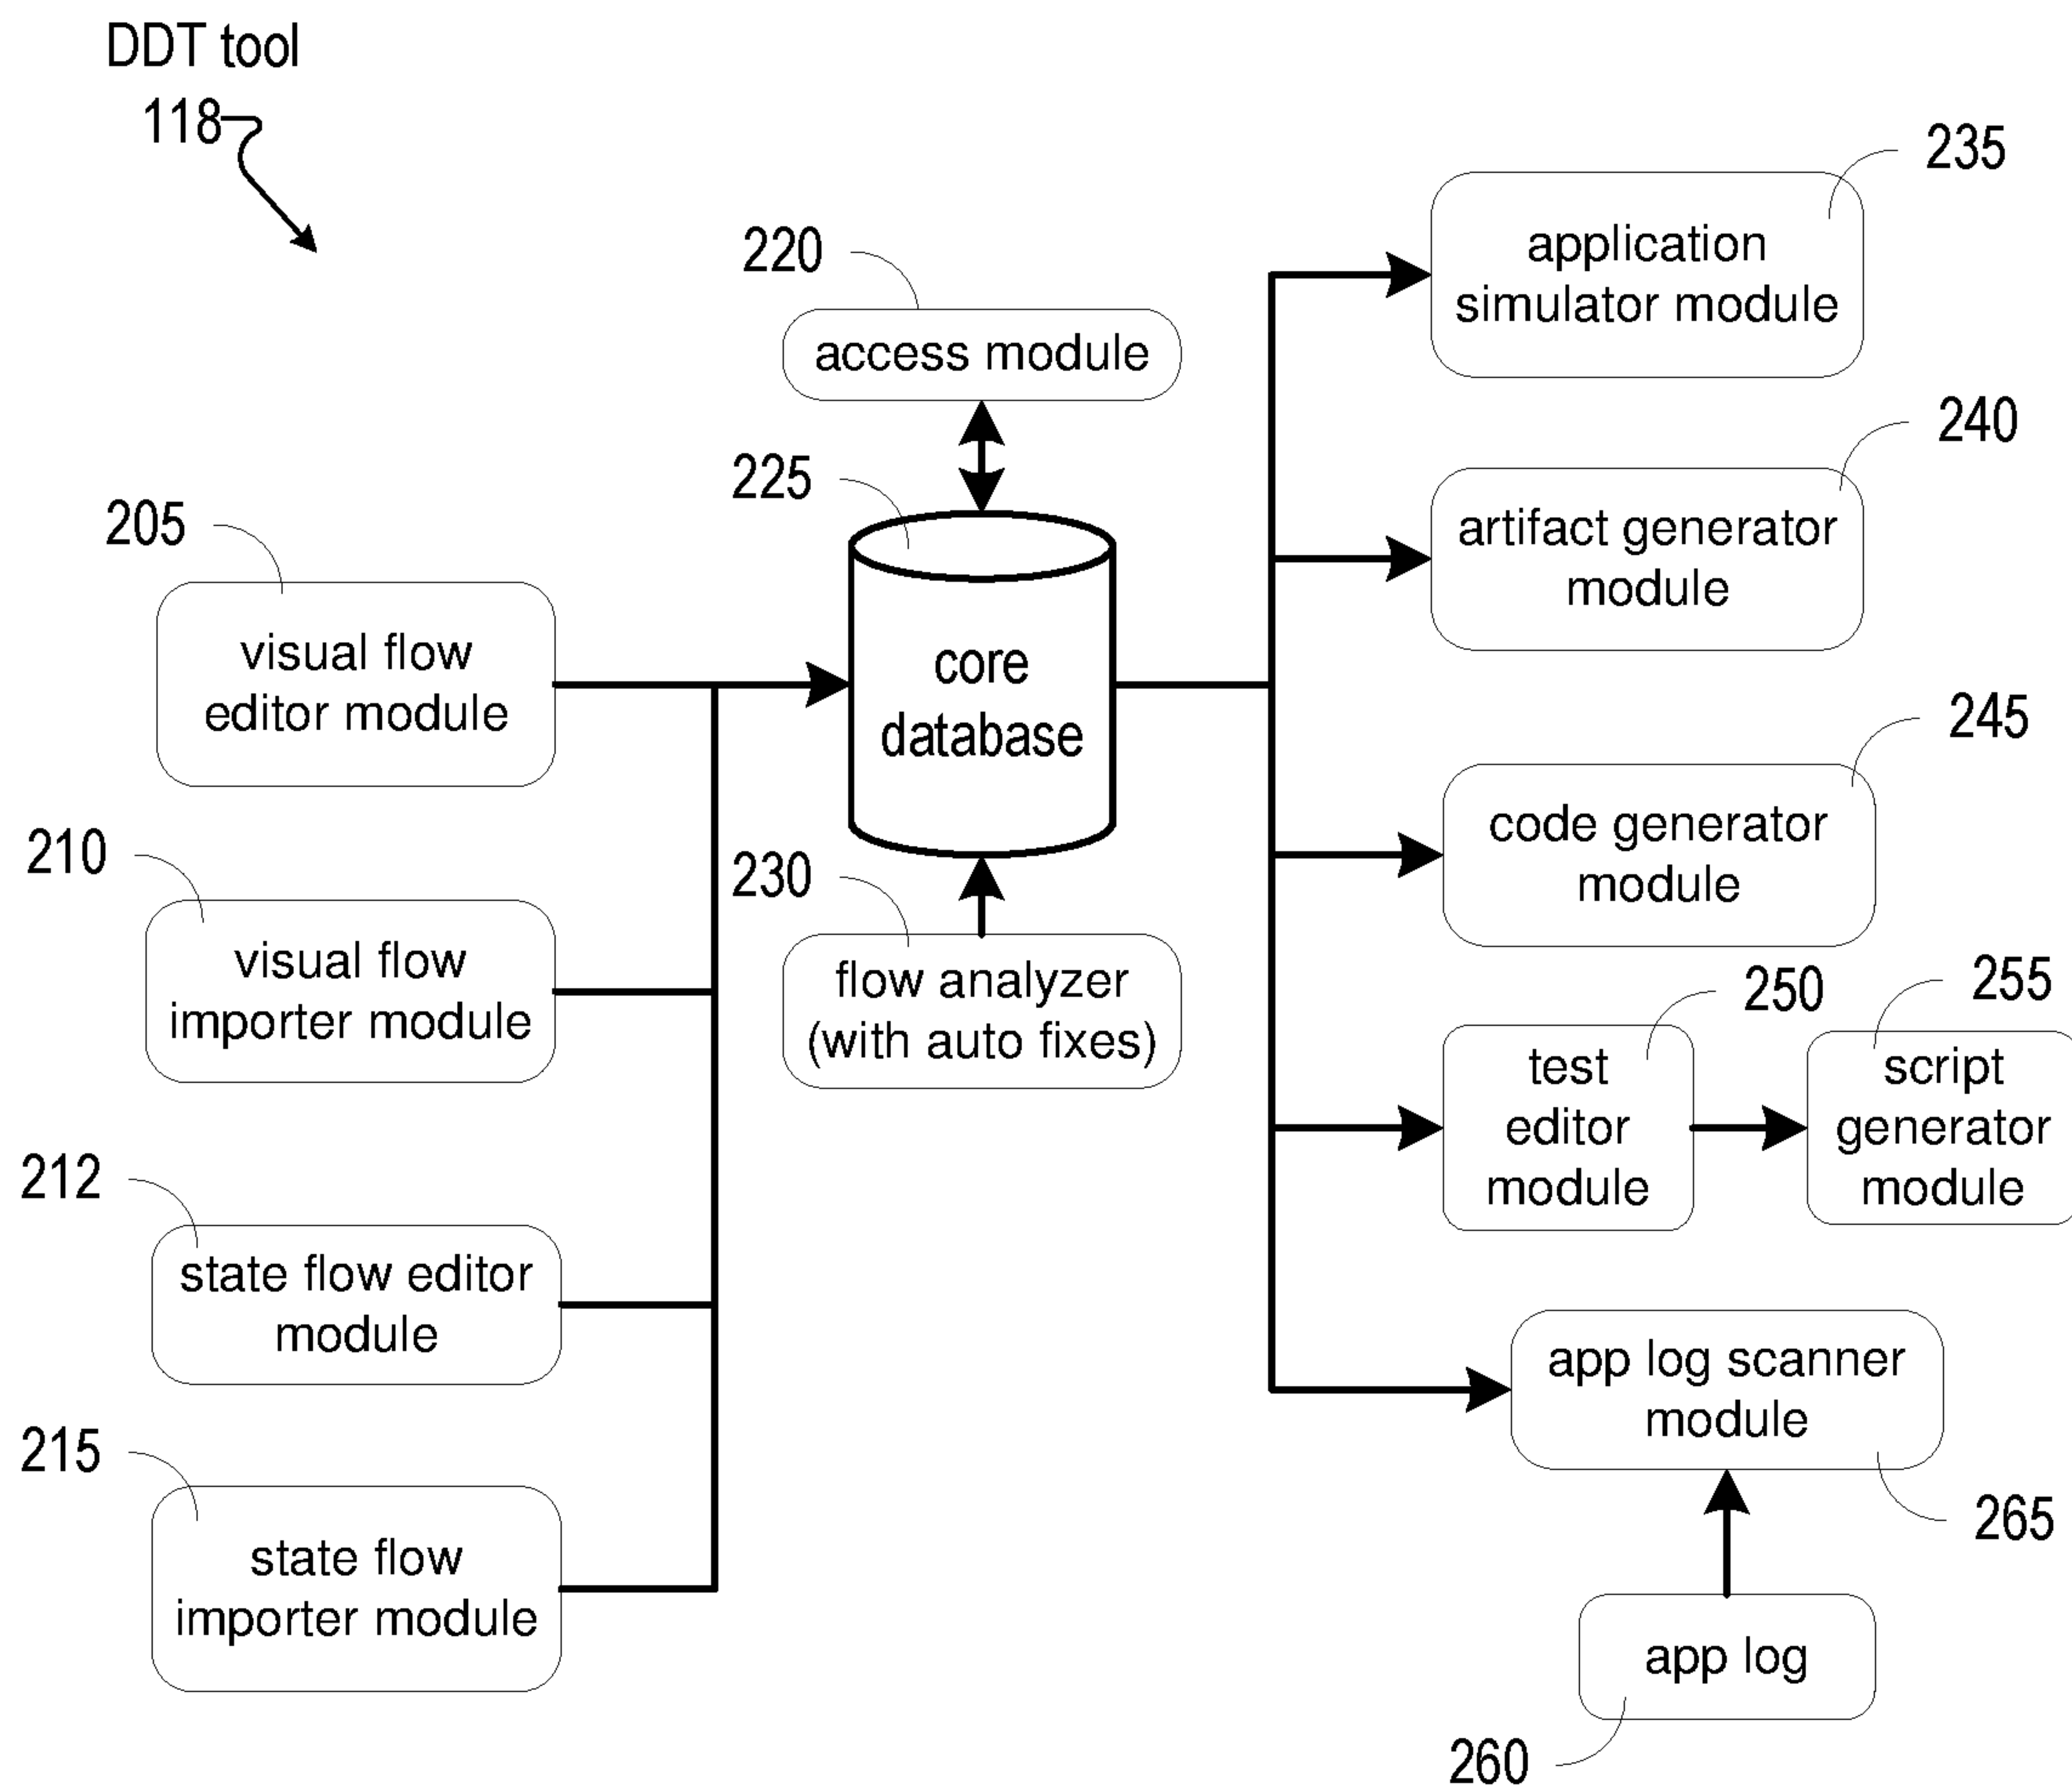 DDT tool
118
220
access module
225
core
database
230
flow analyzer
(with auto fixes)
205
visual flow
editor module
210
visual flow
importer module
212
state flow editor
module
215
state flow
importer module
235
application
simulator module
240
artifact generator
module
245
code generator
module
250
test
editor
module
255
script
generator
module
app log scanner
module
265
app log
260